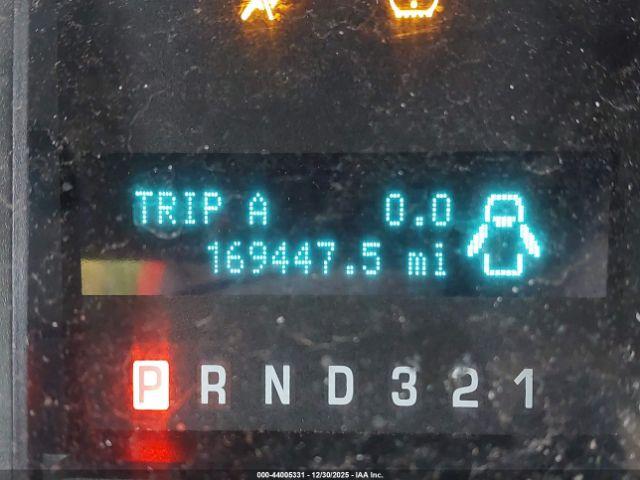 TRIP A 0.0
169447.5 mi
P R N D 3 2 1
000-44005331 - 12/30/2025 - IAA Inc.